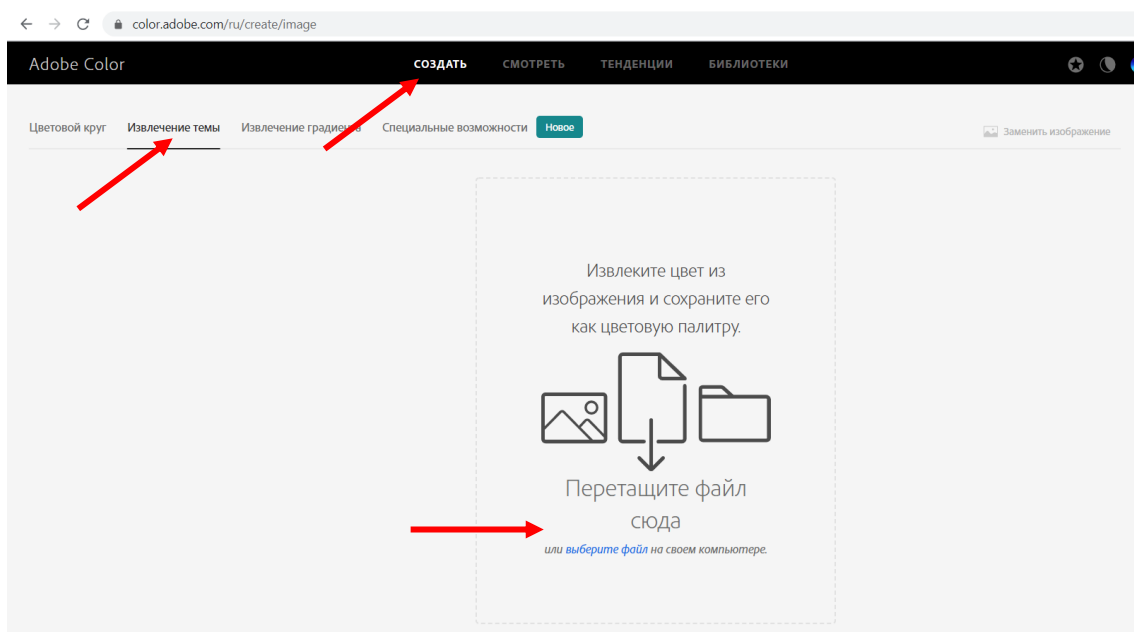 color.adobe.com/ru/create/image
Adobe Color СОЗДАТЬ СМОТРЕТЬ ТЕНДЕНЦИИ БИБЛИОТЕКИ
Цветовой круг Извлечение темы Извлечение градиента Специальные возможности Новое Заменить изображение
Извлеките цвет из
изображения и сохраните его
как цветовую палитру.
Перетащите файл
сюда
или выберите файл на своем компьютере.